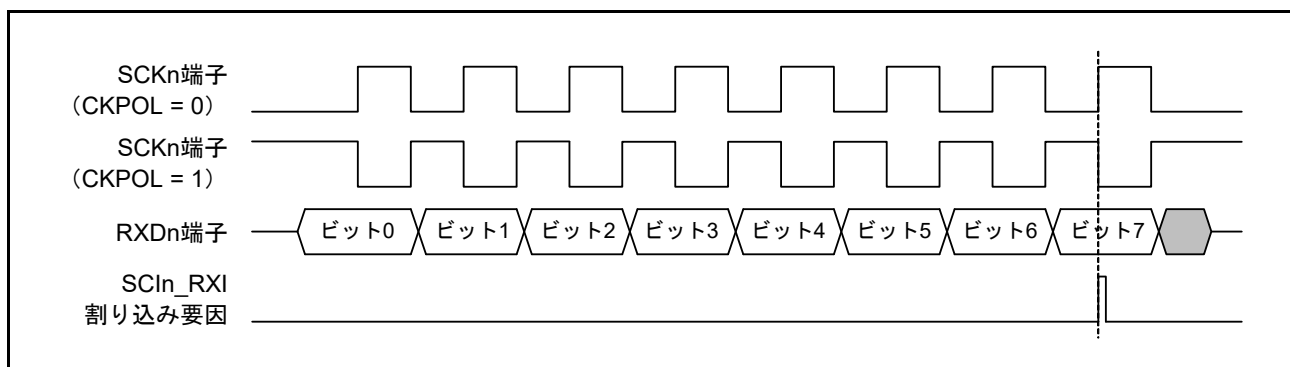 SCKn端子
（CKPOL = 0）
SCKn端子
（CKPOL = 1）
RXDn端子
ビット0 ビット1 ビット2 ビット3 ビット4 ビット5 ビット6 ビット7
SCIn_RXI
割り込み要因